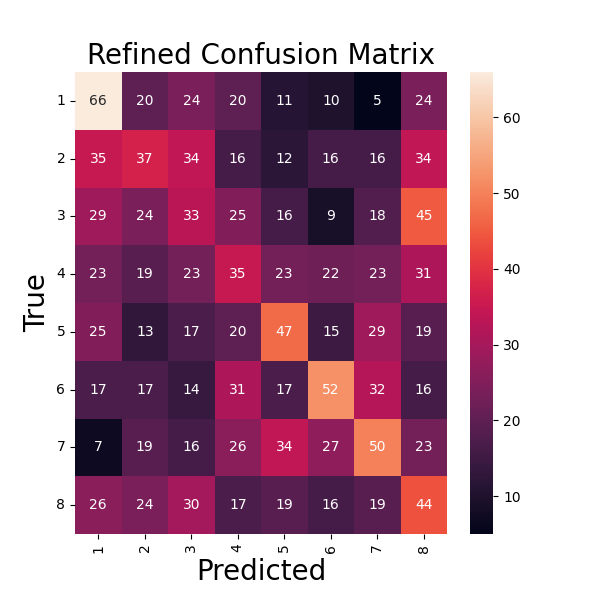 Refined Confusion Matrix
1 66 20 24 20 11 10 5 24
2 35 37 34 16 12 16 16 34
3 29 24 33 25 16 9 18 45
4 23 19 23 35 23 22 23 31
5 25 13 17 20 47 15 29 19
6 17 17 14 31 17 52 32 16
7 7 19 16 26 34 27 50 23
8 26 24 30 17 19 16 19 44
1 2 3 4 5 6 7 8
True
Predicted
60
50
40
30
20
10